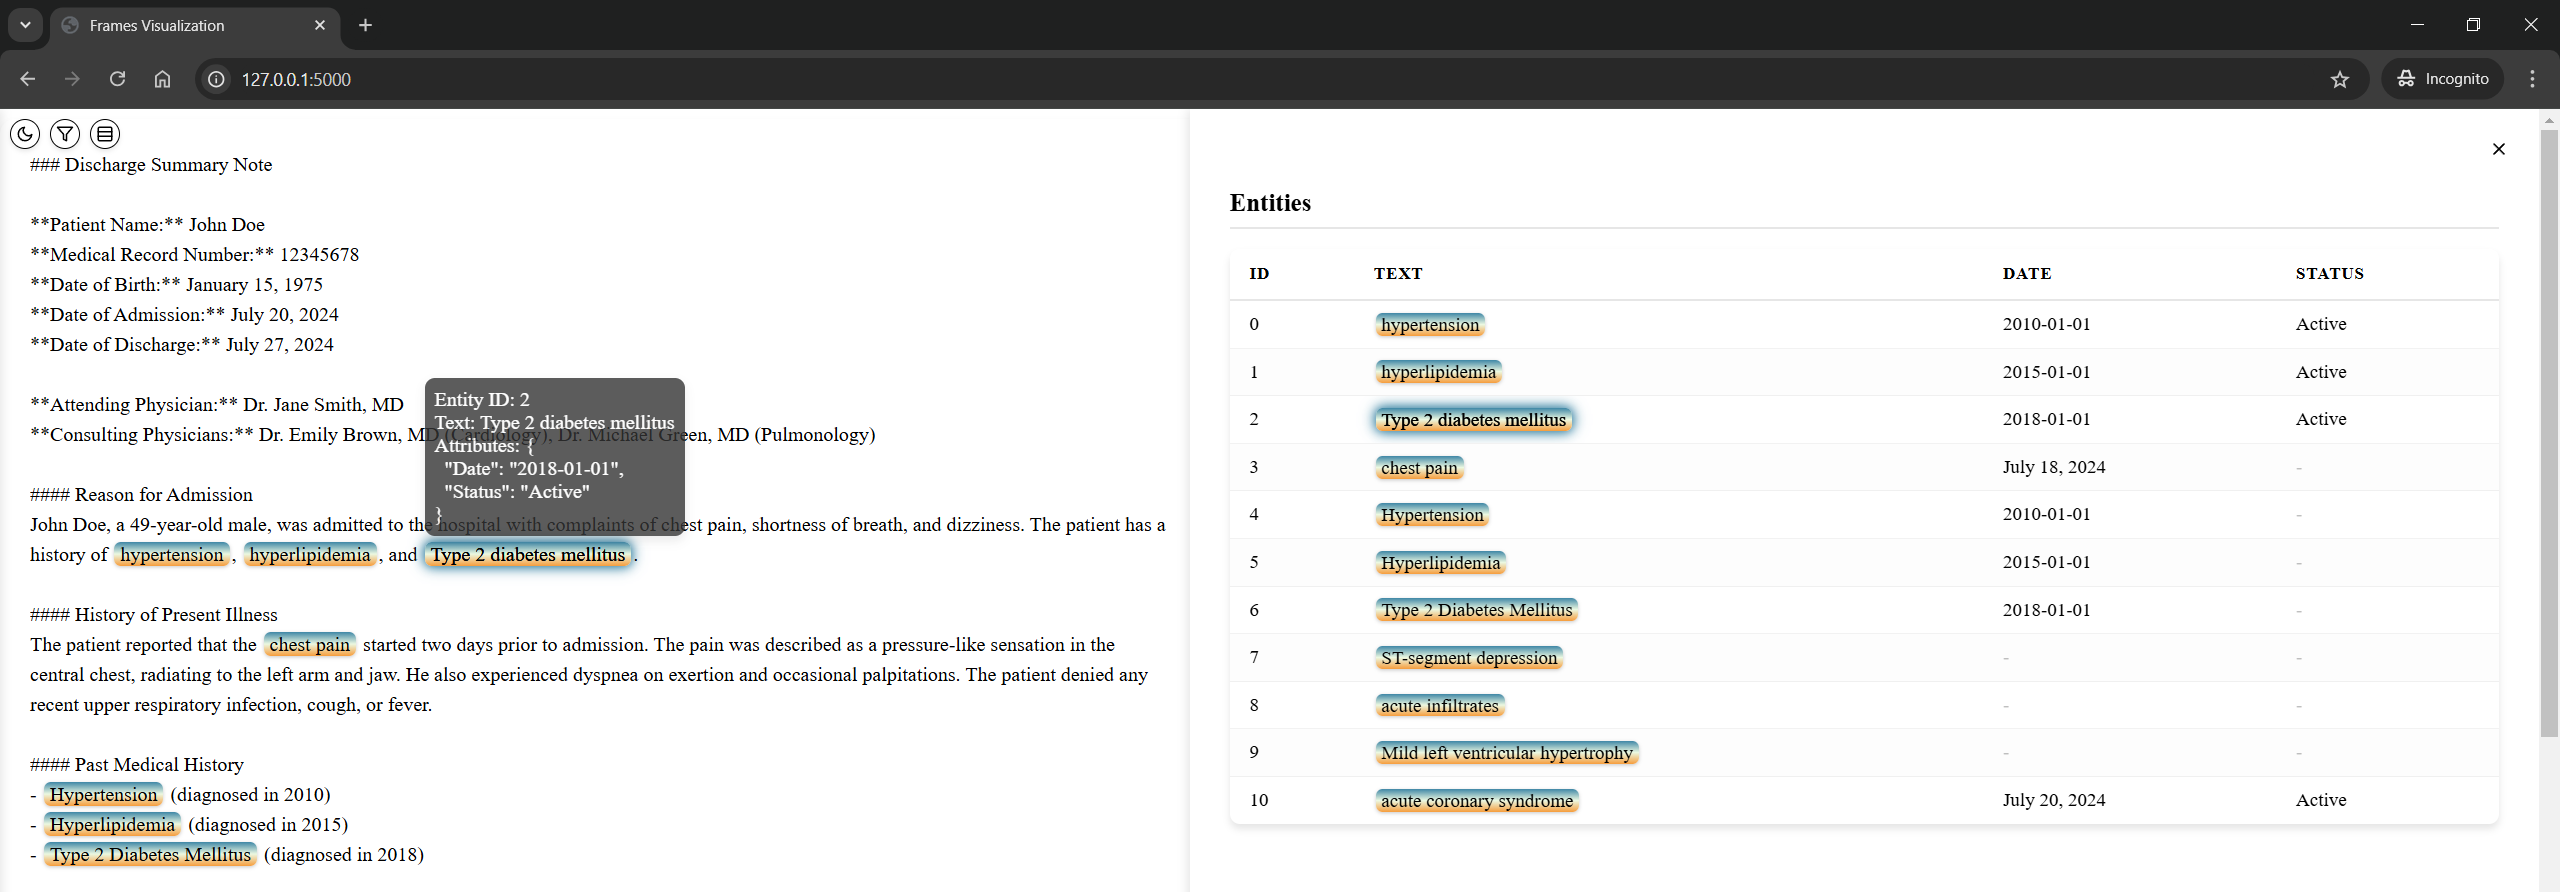 Frames Visualization
127.0.0.1:5000
Incognito
### Discharge Summary Note
**Patient Name:** John Doe
**Medical Record Number:** 12345678
**Date of Birth:** January 15, 1975
**Date of Admission:** July 20, 2024
**Date of Discharge:** July 27, 2024
**Attending Physician:** Dr. Jane Smith, MD
**Consulting Physicians:** Dr. Emily Brown, MD (Cardiology), Dr. Michael Green, MD (Pulmonology)
Entity ID: 2
Text: Type 2 diabetes mellitus
Attributes: {
"Date": "2018-01-01",
"Status": "Active"
}
#### Reason for Admission
John Doe, a 49-year-old male, was admitted to the hospital with complaints of chest pain, shortness of breath, and dizziness. The patient has a
history of hypertension, hyperlipidemia, and Type 2 diabetes mellitus.
#### History of Present Illness
The patient reported that the chest pain started two days prior to admission. The pain was described as a pressure-like sensation in the
central chest, radiating to the left arm and jaw. He also experienced dyspnea on exertion and occasional palpitations. The patient denied any
recent upper respiratory infection, cough, or fever.
#### Past Medical History
- Hypertension (diagnosed in 2010)
- Hyperlipidemia (diagnosed in 2015)
- Type 2 Diabetes Mellitus (diagnosed in 2018)
Entities
ID TEXT DATE STATUS
0 hypertension 2010-01-01 Active
1 hyperlipidemia 2015-01-01 Active
2 Type 2 diabetes mellitus 2018-01-01 Active
3 chest pain July 18, 2024 -
4 Hypertension 2010-01-01 -
5 Hyperlipidemia 2015-01-01 -
6 Type 2 Diabetes Mellitus 2018-01-01 -
7 ST-segment depression - -
8 acute infiltrates - -
9 Mild left ventricular hypertrophy - -
10 acute coronary syndrome July 20, 2024 Active